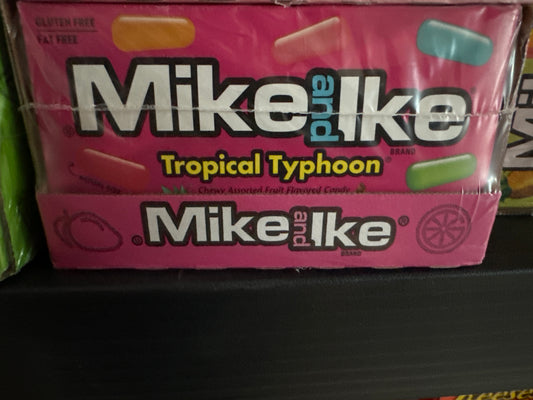 GLUTEN FREE
FAT FREE
Mike and Ike
BRAND
Tropical Typhoon®
Chewy Assorted Fruit Flavored Candy
Mike and Ike®
BRAND